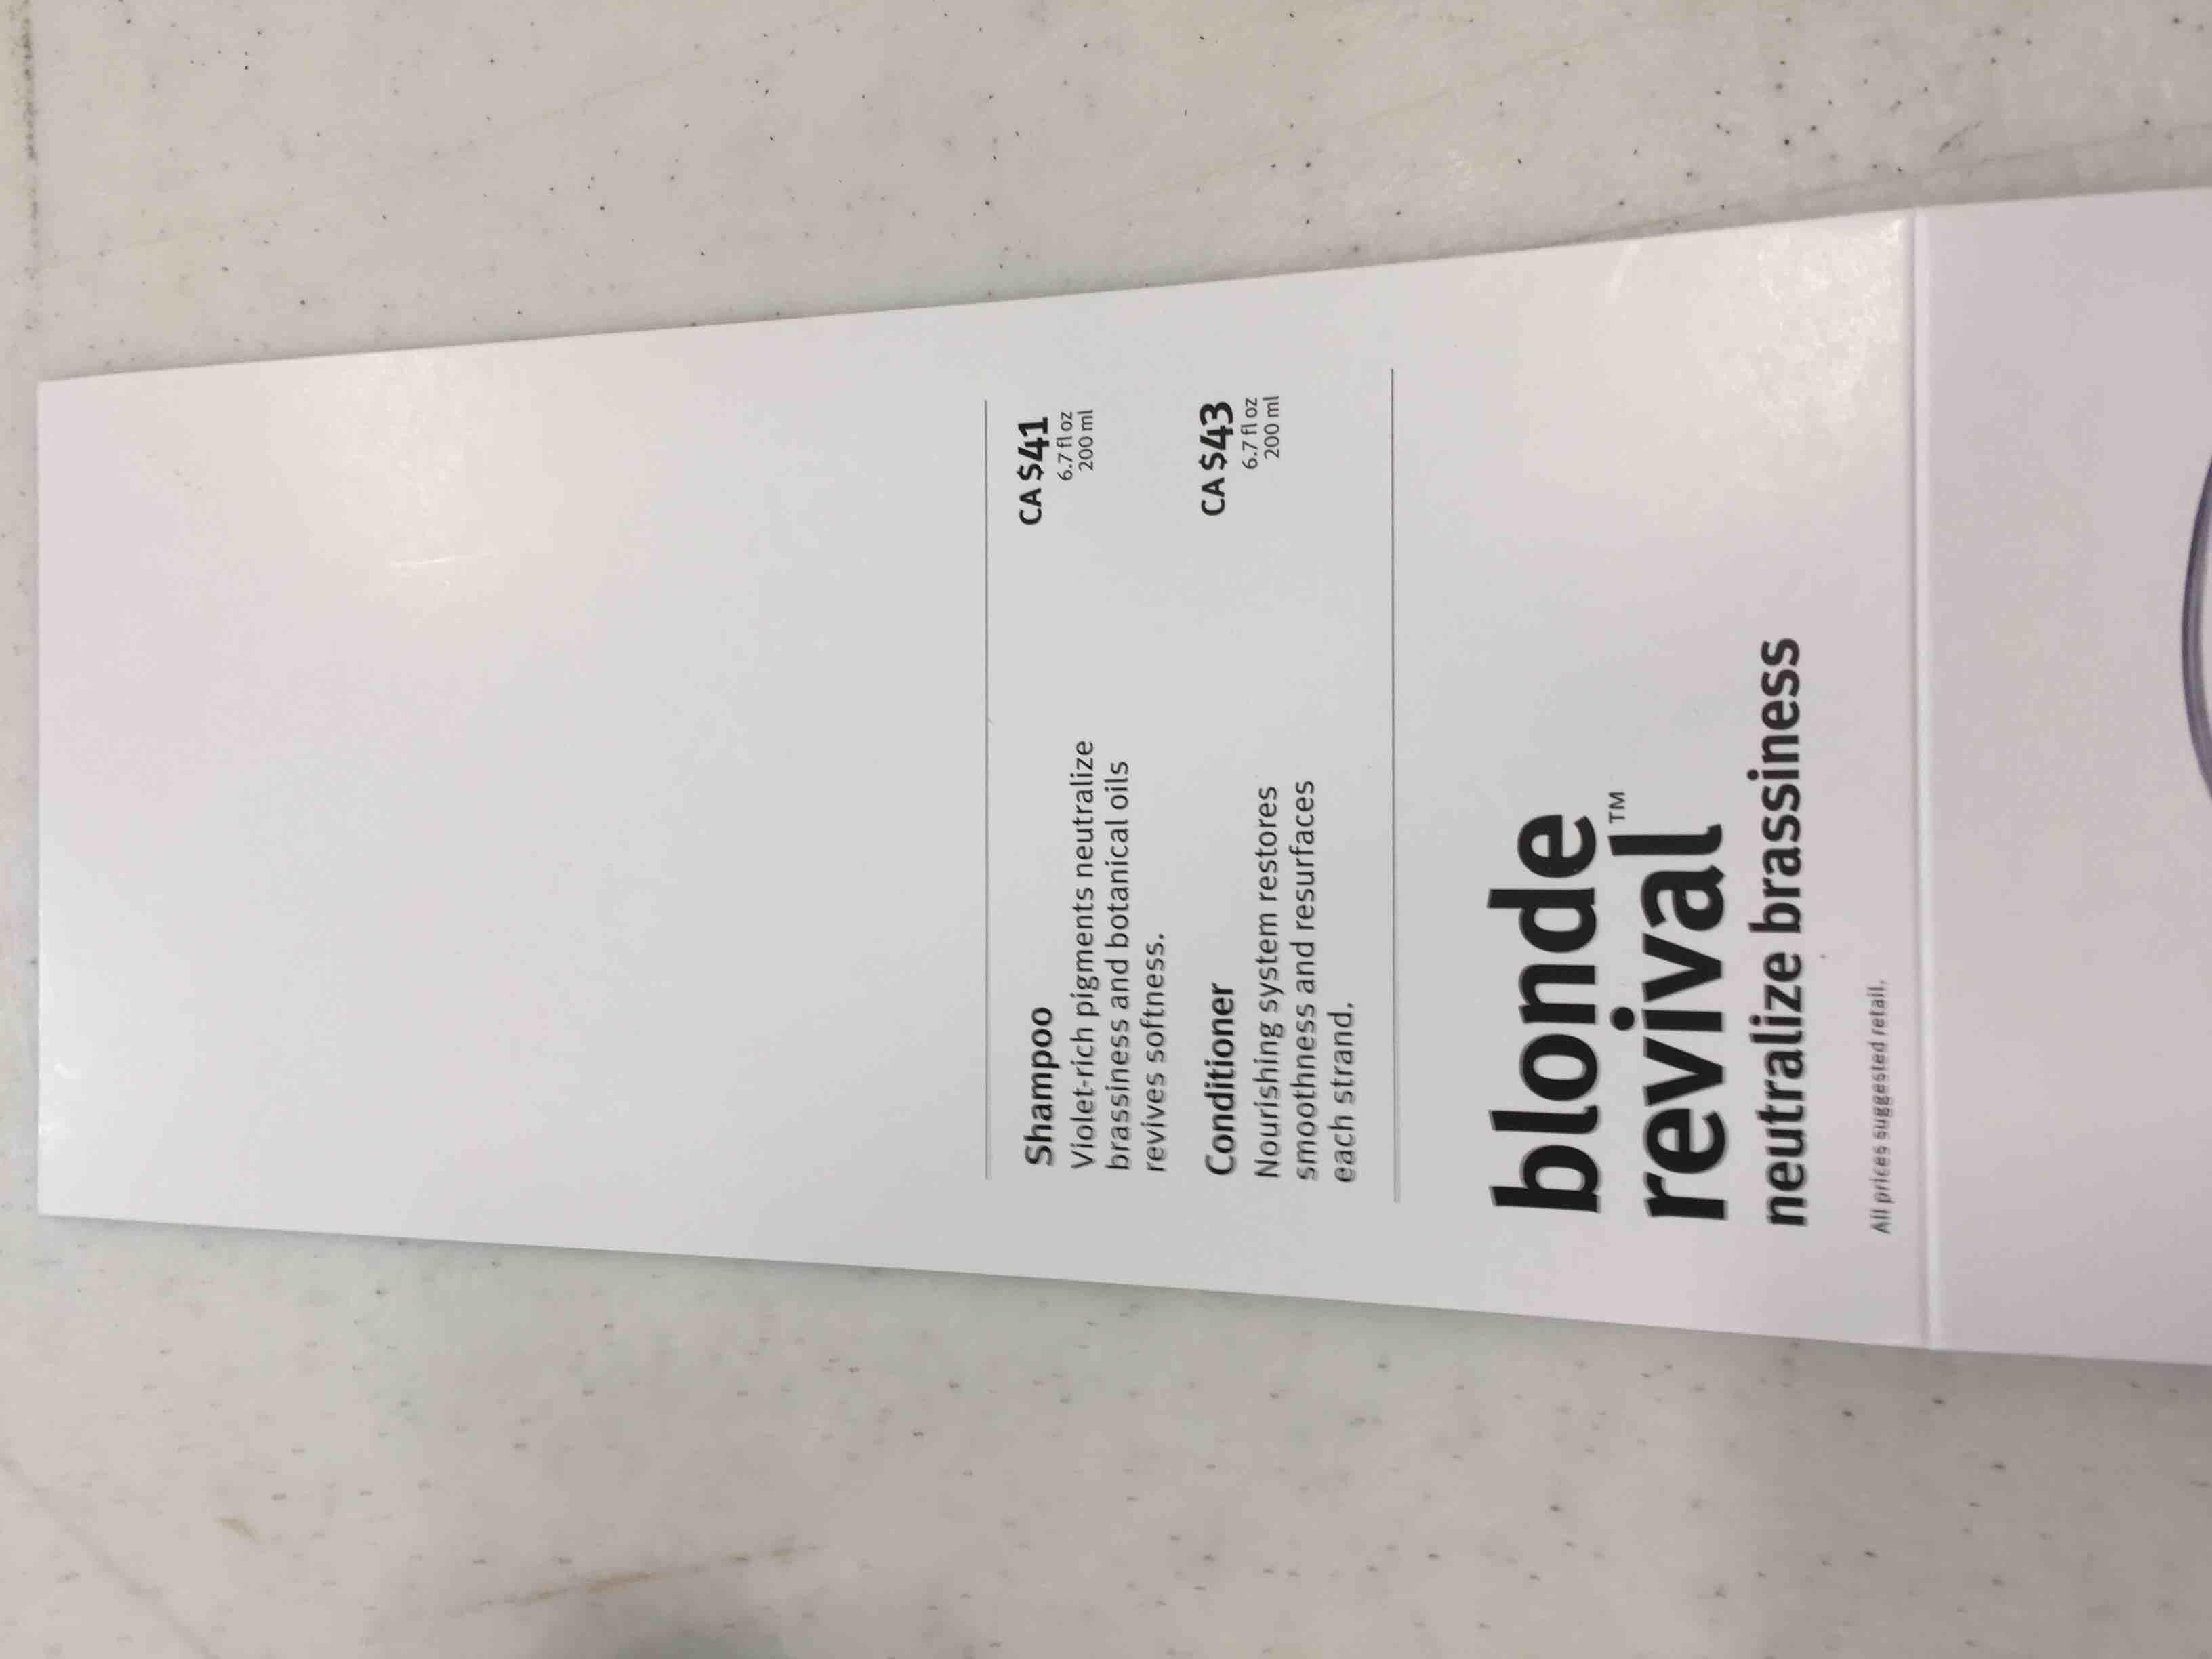 Shampoo
CA $41
Violet-rich pigments neutralize
6.7 fl oz
brassiness and botanical oils
200 ml
revives softness.
Conditioner
CA $43
Nourishing system restores
6.7 fl oz
smoothness and resurfaces
200 ml
each strand.
blonde
revival™
neutralize brassiness
All prices suggested retail.